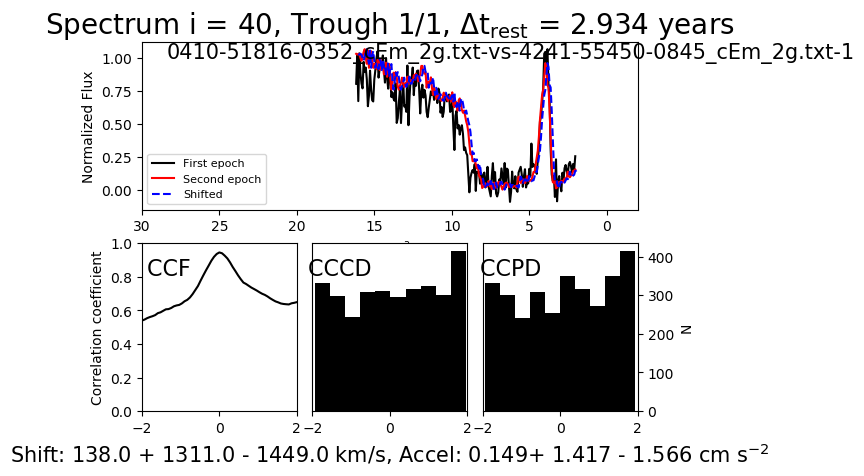 Spectrum i = 40, Trough 1/1, Δt_rest = 2.934 years
0410-51816-0352_cEm_2g.txt-vs-4241-55450-0845_cEm_2g.txt-1
Normalized Flux
1.00
0.75
0.50
0.25
0.00
First epoch
Second epoch
Shifted
30 25 20 15 10 5 0
CCF
CCCD
CCPD
Correlation coefficient
1.0
0.8
0.6
0.4
0.2
0.0
400
300
200
100
0
N
−2 0 2
−2 0 2
−2 0 2
Shift: 138.0 + 1311.0 - 1449.0 km/s, Accel: 0.149+ 1.417 - 1.566 cm s⁻²